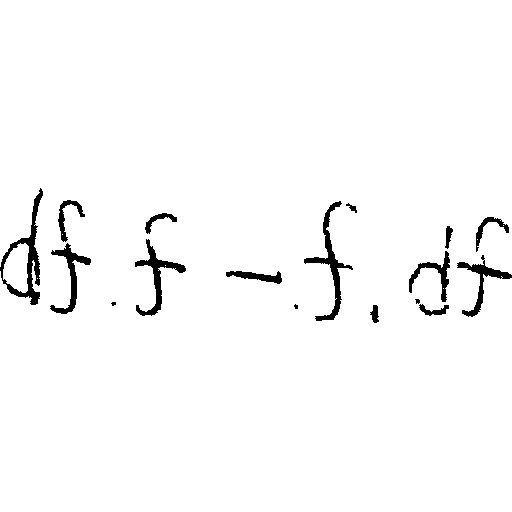 df . f - . f . df